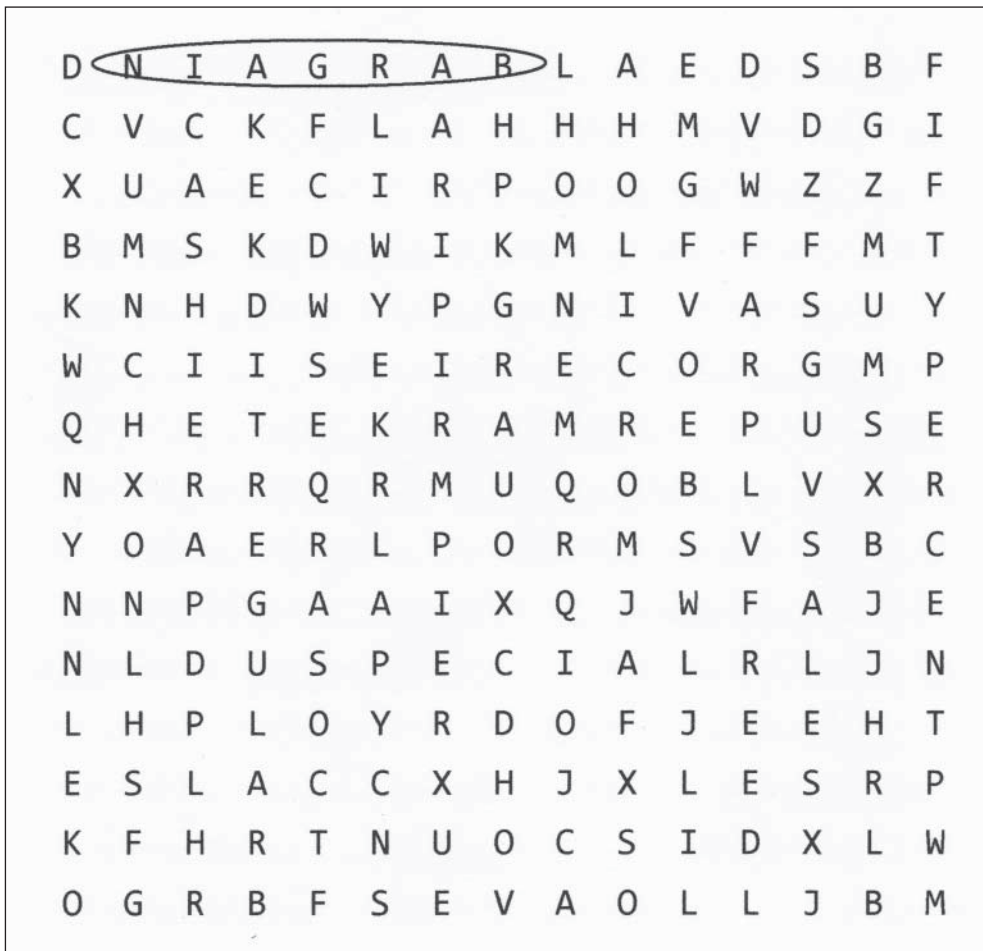 D N I A G R A B L A E D S B F
C V C K F L A H H H M V D G I
X U A E C I R P O O G W Z Z F
B M S K D W I K M L F F F M T
K N H D W Y P G N I V A S U Y
W C I I S E I R E C O R G M P
Q H E T E K R A M R E P U S E
N X R R Q R M U Q O B L V X R
Y O A E R L P O R M S V S B C
N N P G A A I X Q J W F A J E
N L D U S P E C I A L R L J N
L H P L O Y R D O F J E E H T
E S L A C C X H J X L E S R P
K F H R T N U O C S I D X L W
O G R B F S E V A O L L J B M